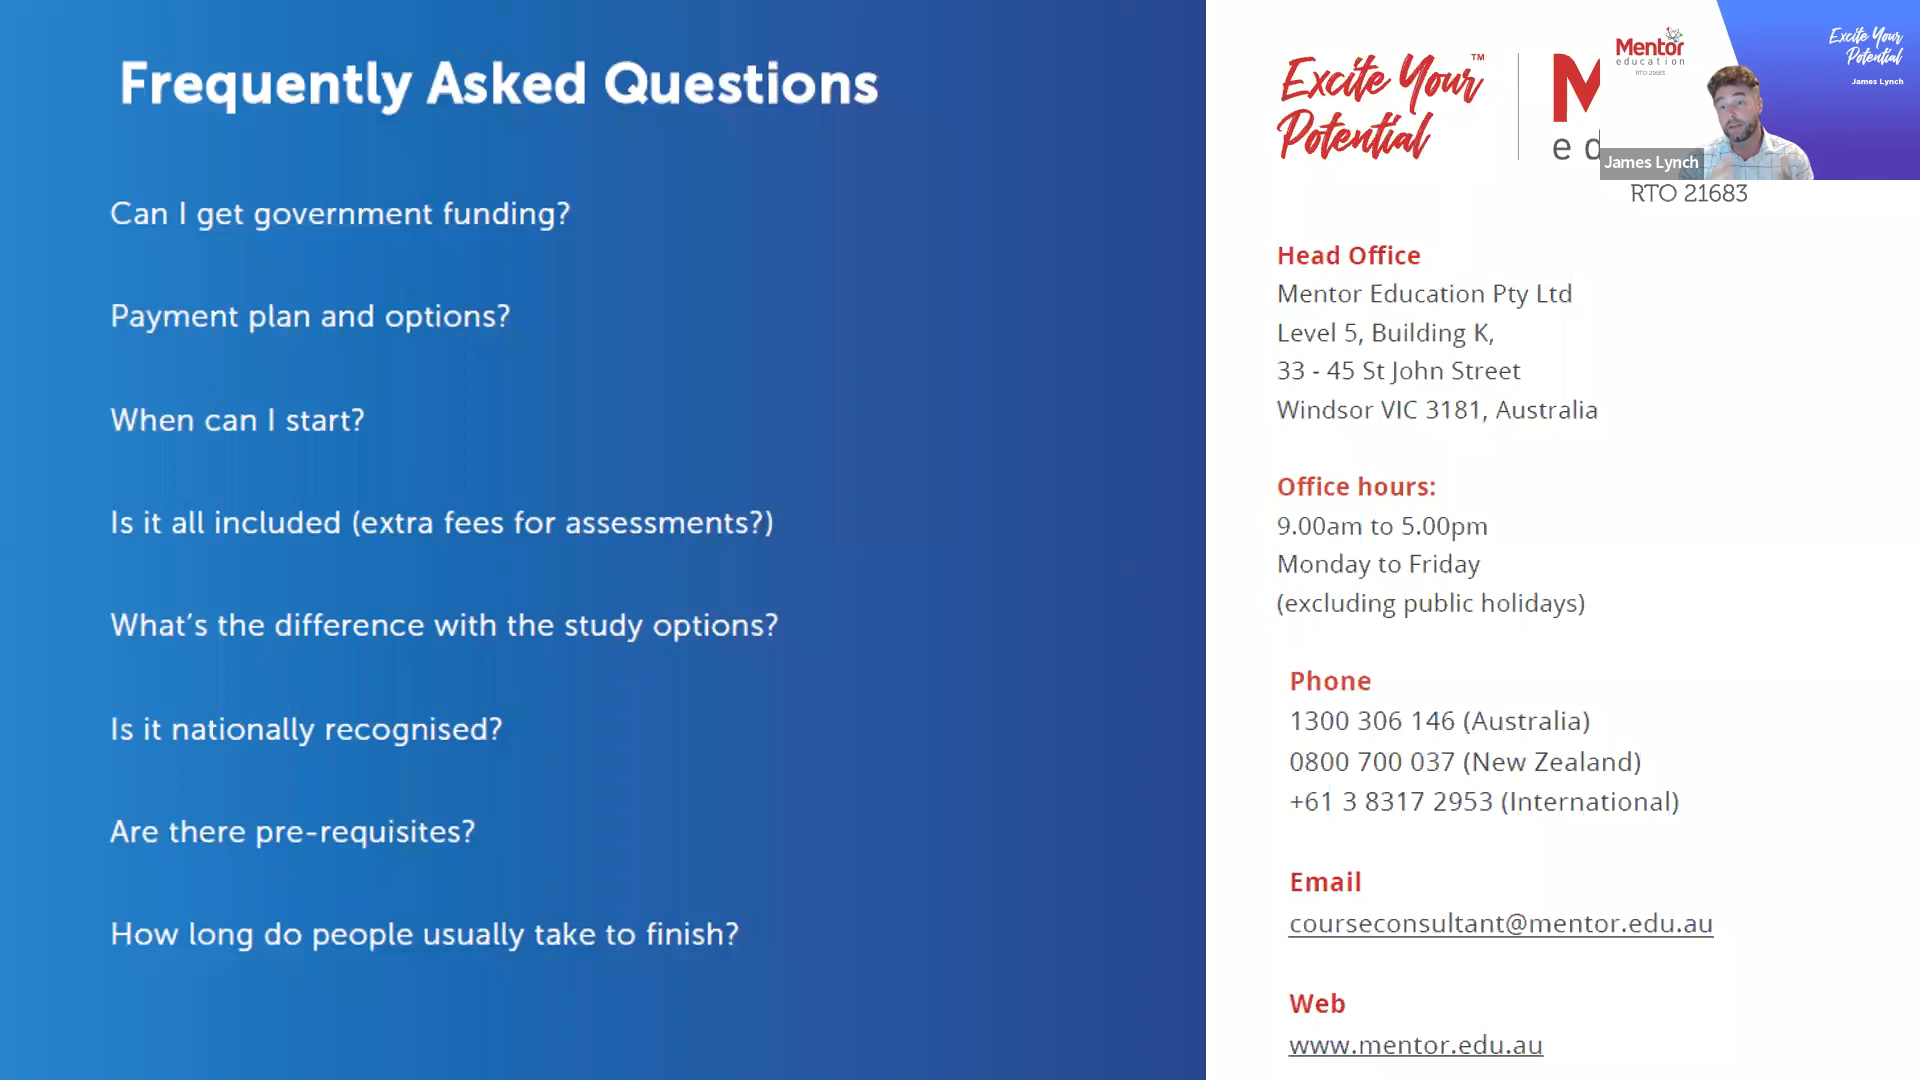 Frequently Asked Questions
Can I get government funding?
Payment plan and options?
When can I start?
Is it all included (extra fees for assessments?)
What's the difference with the study options?
Is it nationally recognised?
Are there pre-requisites?
How long do people usually take to finish?
Excite Your™
Potential
M
ed
RTO 21683
Mentor
education
RTO 21683
Excite Your
Potential
James Lynch
James Lynch
Head Office
Mentor Education Pty Ltd
Level 5, Building K,
33 - 45 St John Street
Windsor VIC 3181, Australia
Office hours:
9.00am to 5.00pm
Monday to Friday
(excluding public holidays)
Phone
1300 306 146 (Australia)
0800 700 037 (New Zealand)
+61 3 8317 2953 (International)
Email
courseconsultant@mentor.edu.au
Web
www.mentor.edu.au